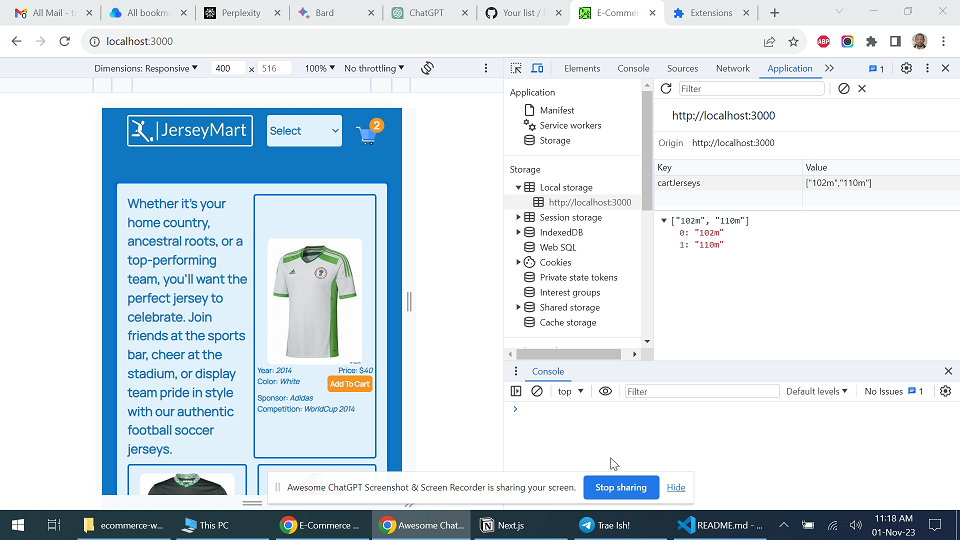 All Mail - t
All bookma
Perplexity
Bard
ChatGPT
Your list /
E-Commer
Extensions
localhost:3000
Dimensions: Responsive
400
×
516
100%
No throttling
Elements
Console
Sources
Network
Application
1
JerseyMart
Select
2
Whether it's your
home country,
ancestral roots, or a
top-performing
team, you'll want the
perfect jersey to
celebrate. Join
friends at the sports
bar, cheer at the
stadium, or display
team pride in style
with our authentic
football soccer
jerseys.
Year: 2014
Price: $40
Color: White
Add To Cart
Sponsor: Adidas
Competition: WorldCup 2014
Application
Manifest
Service workers
Storage
Storage
Local storage
http://localhost:3000
Session storage
IndexedDB
Web SQL
Cookies
Private state tokens
Interest groups
Shared storage
Cache storage
Filter
http://localhost:3000
Origin http://localhost:3000
Key
Value
cartJerseys
["102m","110m"]
["102m", "110m"]
0: "102m"
1: "110m"
Console
top
Filter
Default levels
No Issues
1
Awesome ChatGPT Screenshot & Screen Recorder is sharing your screen.
Stop sharing
Hide
ecommerce-w...
This PC
E-Commerce ...
Awesome Chat...
Next.js
Trae Ish!
README.md - ...
11:18 AM
01-Nov-23